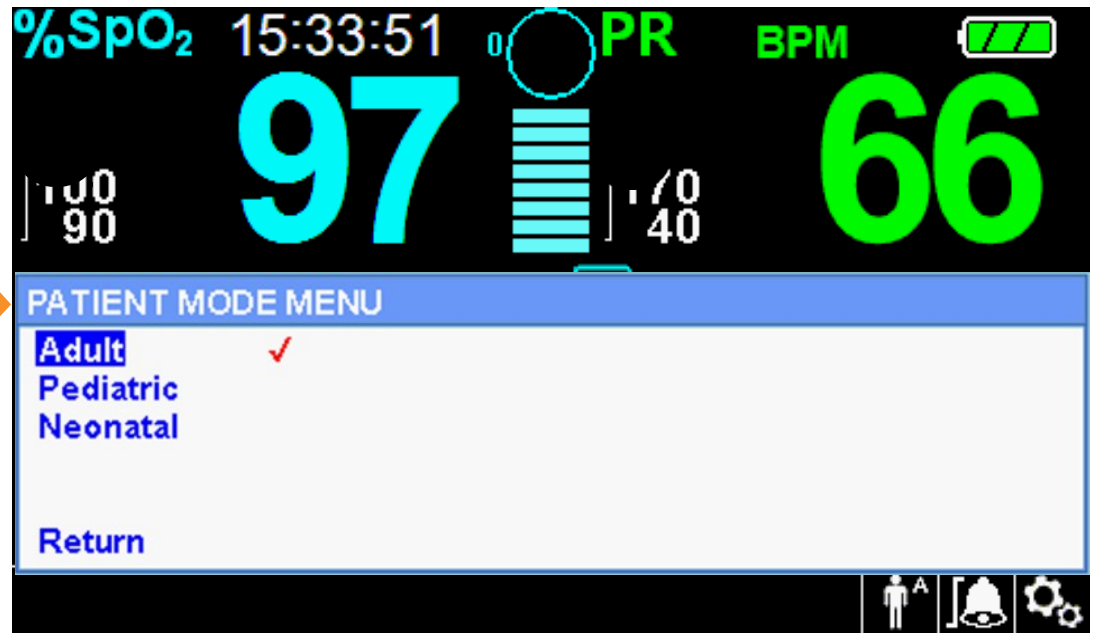 %SpO₂ 15:33:51 0 PR BPM
97 66
90 40
PATIENT MODE MENU
Adult ✓
Pediatric
Neonatal
Return
A